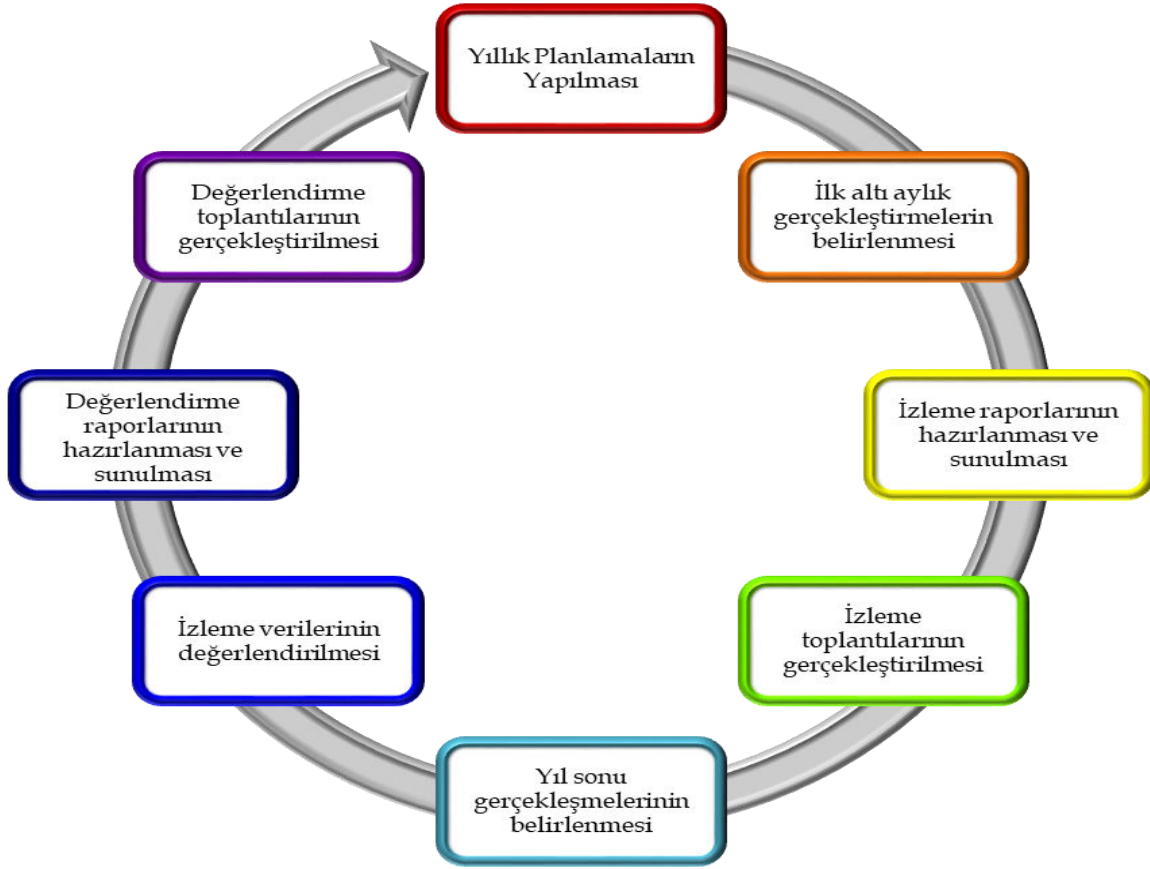 Yıllık Planlamaların
Yapılması
İlk altı aylık
gerçekleştirmelerin
belirlenmesi
İzleme raporlarının
hazırlanması ve
sunulması
İzleme
toplantılarının
gerçekleştirilmesi
Yıl sonu
gerçekleşmelerinin
belirlenmesi
İzleme verilerinin
değerlendirilmesi
Değerlendirme
raporlarının
hazırlanması ve
sunulması
Değerlendirme
toplantılarının
gerçekleştirilmesi